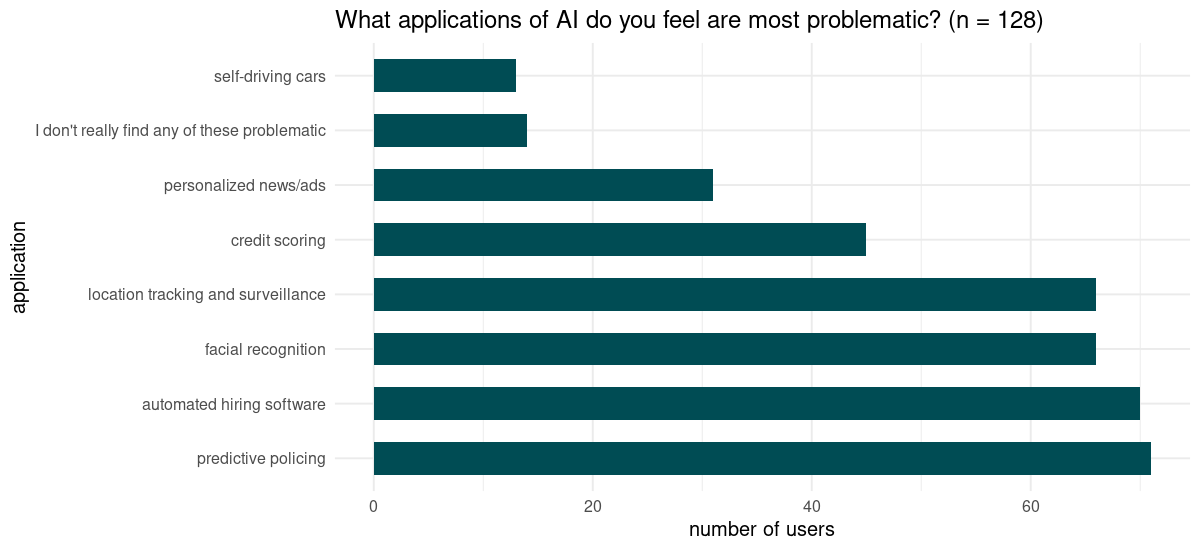 What applications of AI do you feel are most problematic? (n = 128)
self-driving cars
I don't really find any of these problematic
personalized news/ads
credit scoring
location tracking and surveillance
facial recognition
automated hiring software
predictive policing
application
0 20 40 60
number of users